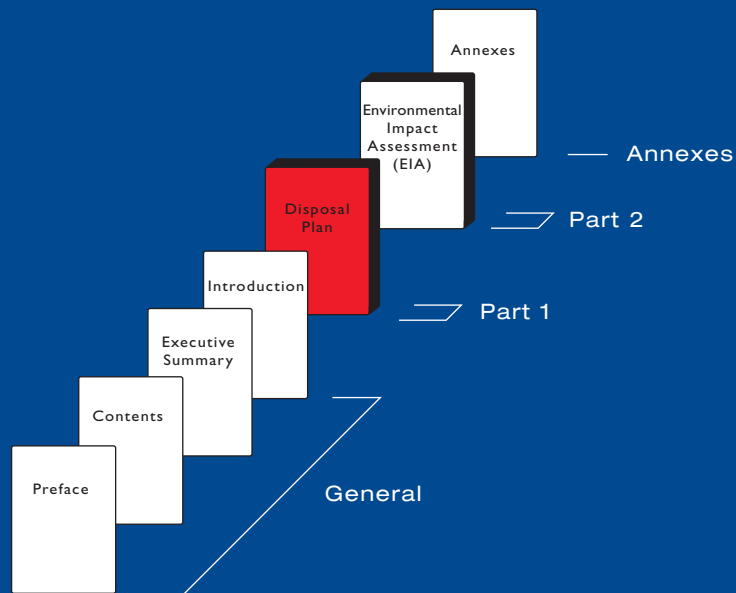 Annexes
Environmental
Impact
Assessment
(EIA)
Annexes
Disposal
Plan
Part 2
Introduction
Part 1
Executive
Summary
Contents
Preface
General